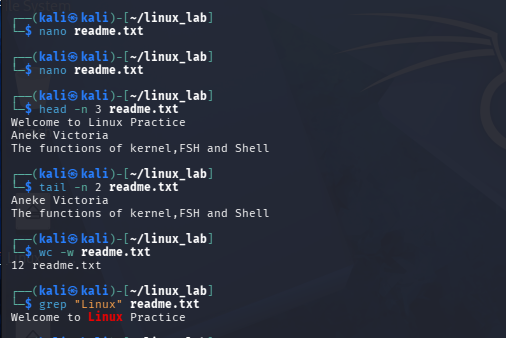 le System
┌──(kali㉿kali)-[~/linux_lab]
└─$ nano readme.txt
┌──(kali㉿kali)-[~/linux_lab]
└─$ nano readme.txt
┌──(kali㉿kali)-[~/linux_lab]
└─$ head -n 3 readme.txt
Welcome to Linux Practice
Aneke Victoria
The functions of kernel,FSH and Shell
┌──(kali㉿kali)-[~/linux_lab]
└─$ tail -n 2 readme.txt
Aneke Victoria
The functions of kernel,FSH and Shell
┌──(kali㉿kali)-[~/linux_lab]
└─$ wc -w readme.txt
12 readme.txt
┌──(kali㉿kali)-[~/linux_lab]
└─$ grep "Linux" readme.txt
Welcome to Linux Practice